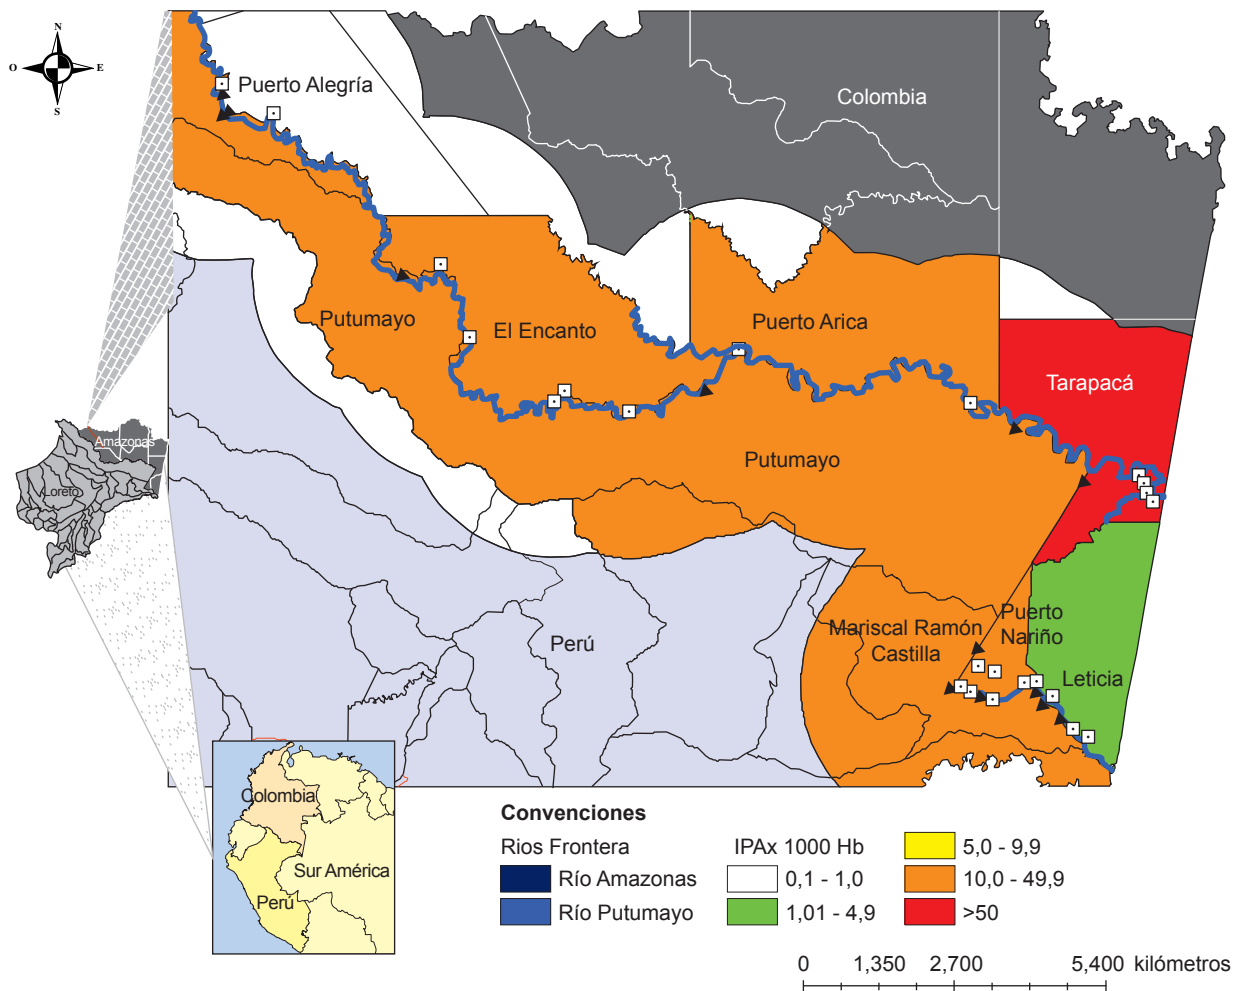 N
O
E
S
Puerto Alegría
Colombia
Putumayo
El Encanto
Puerto Arica
Tarapacá
Amazonas
Loreto
Putumayo
Perú
Mariscal Ramón
Castilla
Puerto
Nariño
Leticia
Colombia
Sur América
Perú
Convenciones
Rios Frontera
Río Amazonas
Río Putumayo
IPAx 1000 Hb
0,1 - 1,0
1,01 - 4,9
5,0 - 9,9
10,0 - 49,9
>50
0 1,350 2,700 5,400 kilómetros